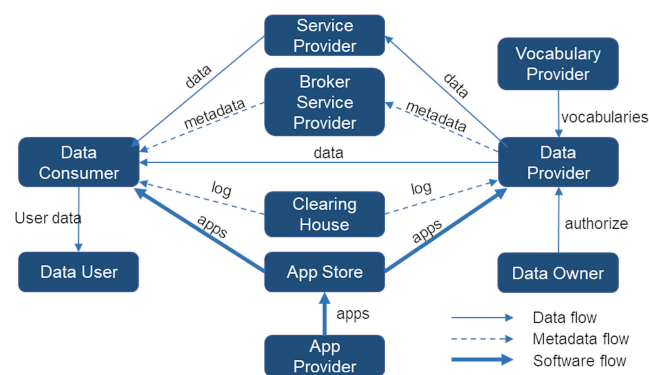 Service
Provider
Vocabulary
Provider
data
data
Broker
Service
Provider
metadata
metadata
vocabularies
Data
Consumer
data
Data
Provider
log
log
Clearing
House
User data
apps
apps
authorize
Data User
App Store
Data Owner
apps
App
Provider
Data flow
Metadata flow
Software flow